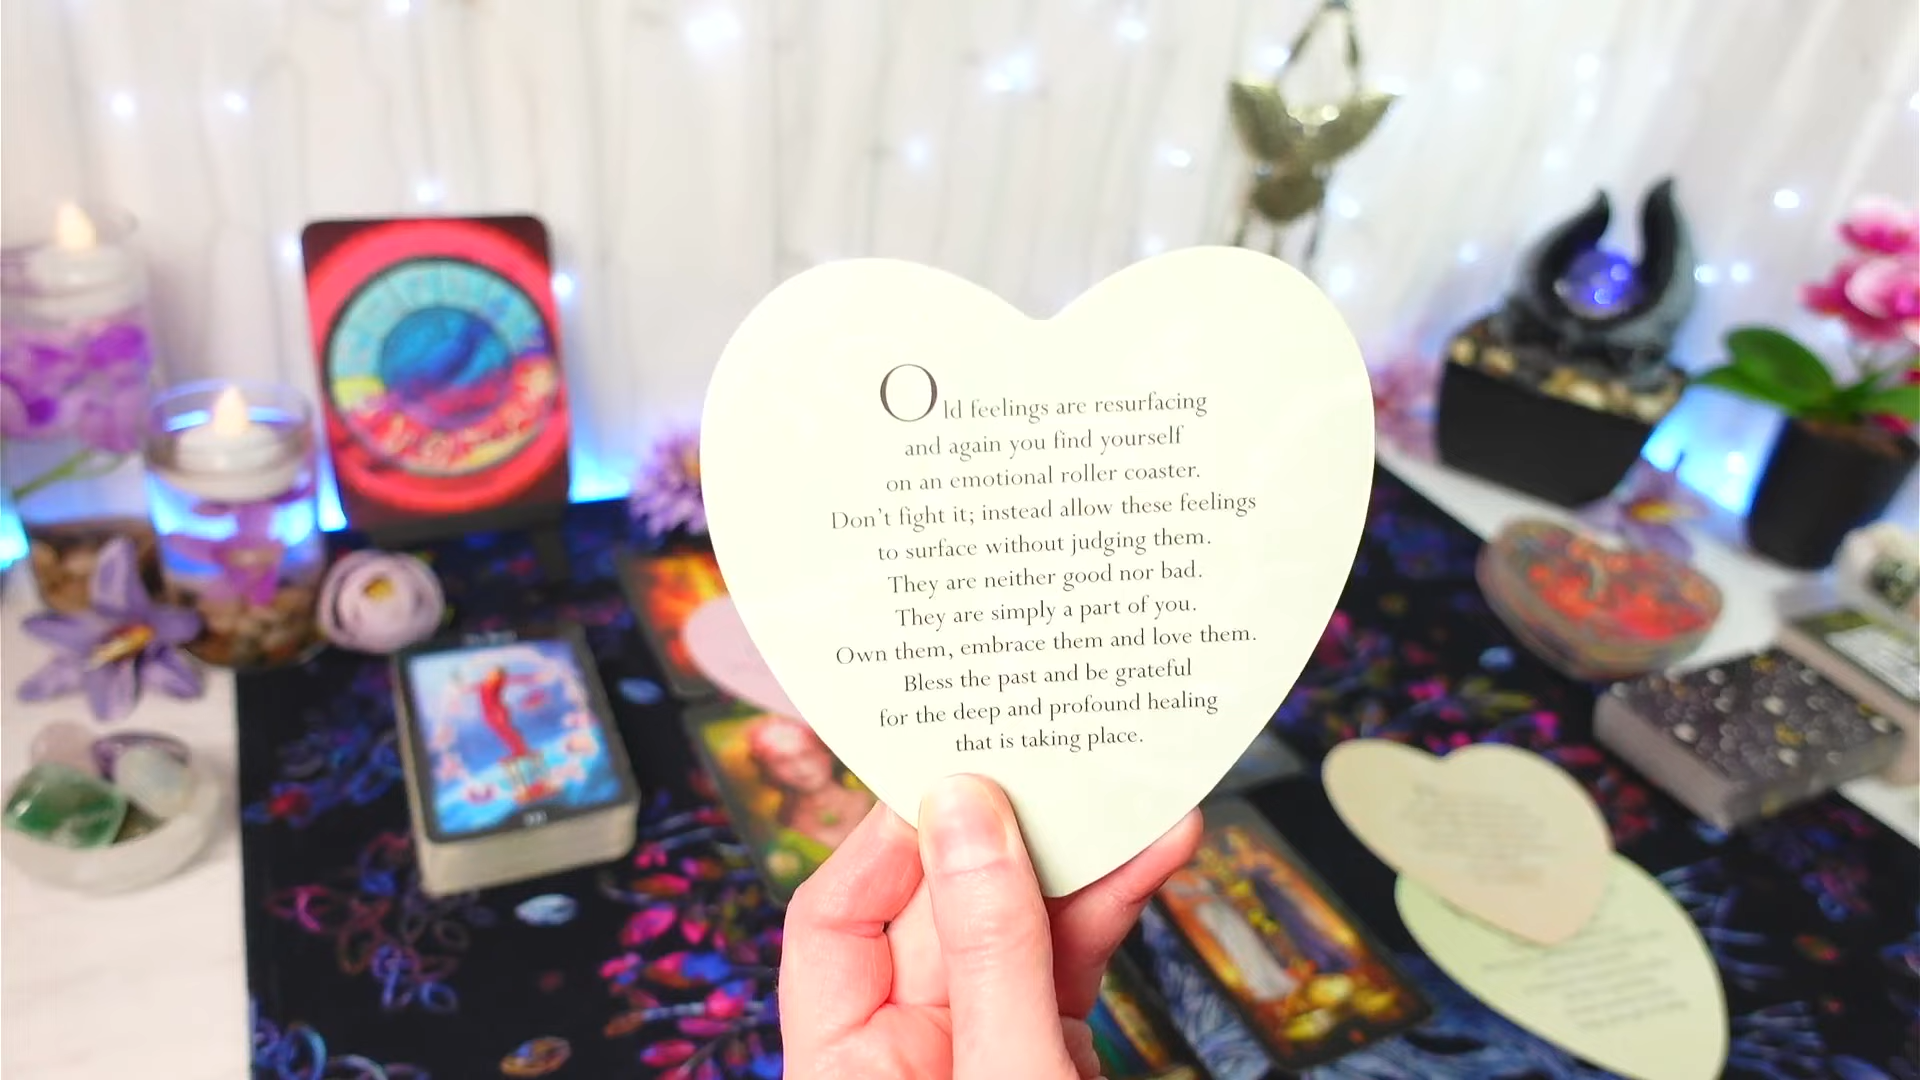 Old feelings are resurfacing
and again you find yourself
on an emotional roller coaster.
Don't fight it; instead allow these feelings
to surface without judging them.
They are neither good nor bad.
They are simply a part of you.
Own them, embrace them and love them.
Bless the past and be grateful
for the deep and profound healing
that is taking place.